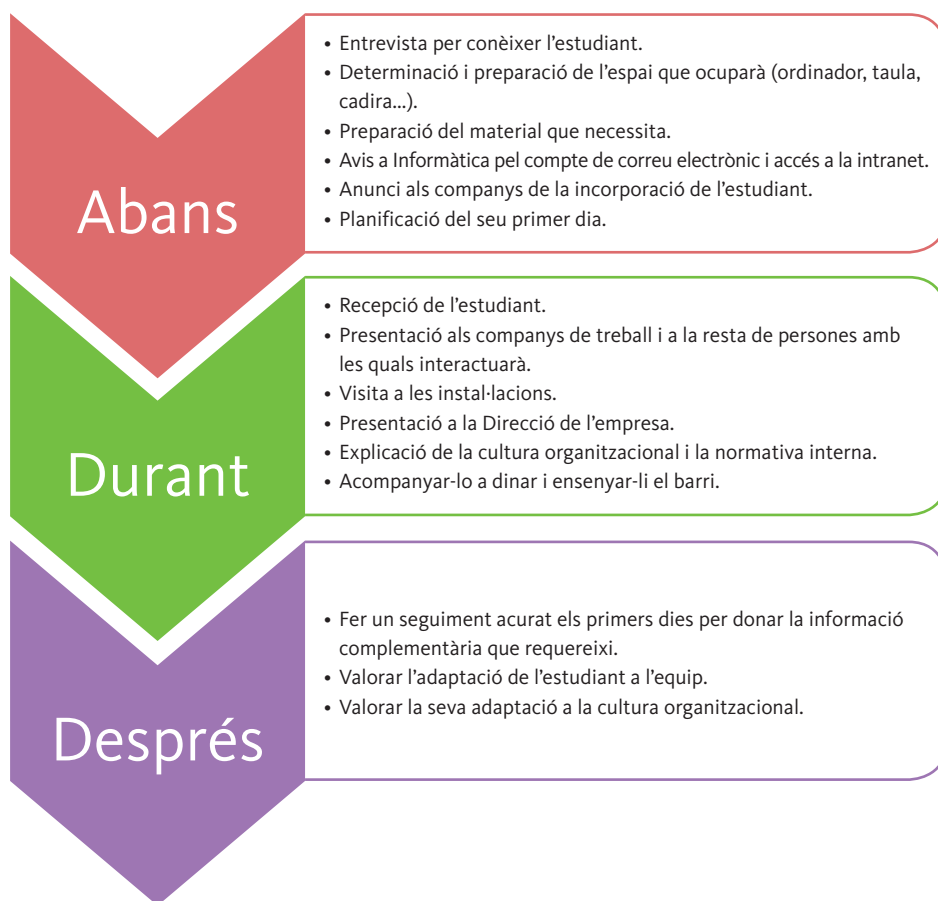 Abans
• Entrevista per conèixer l’estudiant.
• Determinació i preparació de l’espai que ocuparà (ordinador, taula,
cadira...).
• Preparació del material que necessita.
• Avis a Informàtica pel compte de correu electrònic i accés a la intranet.
• Anunci als companys de la incorporació de l’estudiant.
• Planificació del seu primer dia.
Durant
• Recepció de l’estudiant.
• Presentació als companys de treball i a la resta de persones amb
les quals interactuarà.
• Visita a les instal·lacions.
• Presentació a la Direcció de l’empresa.
• Explicació de la cultura organitzacional i la normativa interna.
• Acompanyar-lo a dinar i ensenyar-li el barri.
Després
• Fer un seguiment acurat els primers dies per donar la informació
complementària que requereixi.
• Valorar l’adaptació de l’estudiant a l’equip.
• Valorar la seva adaptació a la cultura organitzacional.